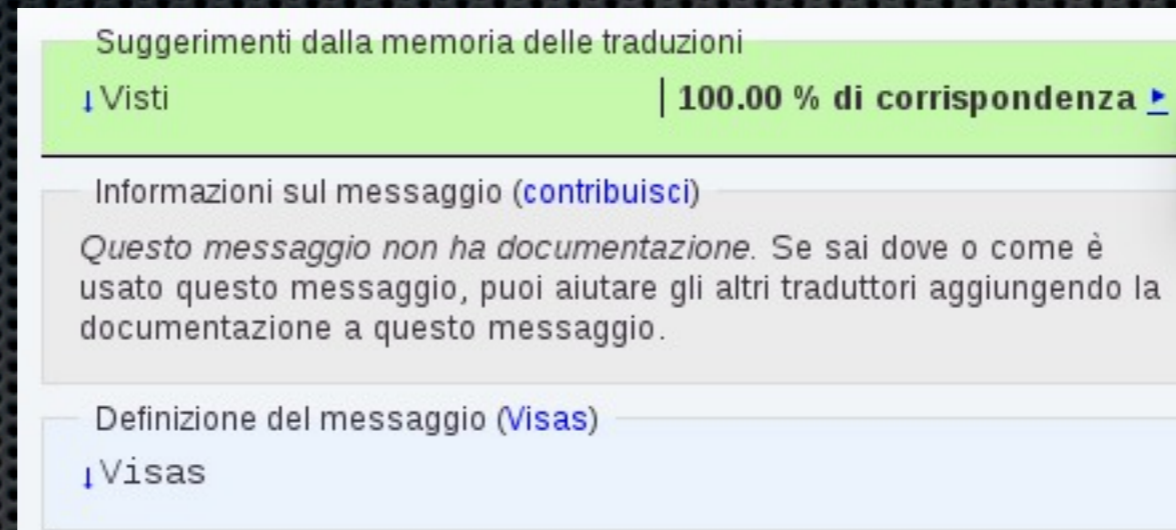 Suggerimenti dalla memoria delle traduzioni
↓Visti | 100.00 % di corrispondenza ▸
Informazioni sul messaggio (contribuisci)
Questo messaggio non ha documentazione. Se sai dove o come è
usato questo messaggio, puoi aiutare gli altri traduttori aggiungendo la
documentazione a questo messaggio.
Definizione del messaggio (Visas)
↓Visas